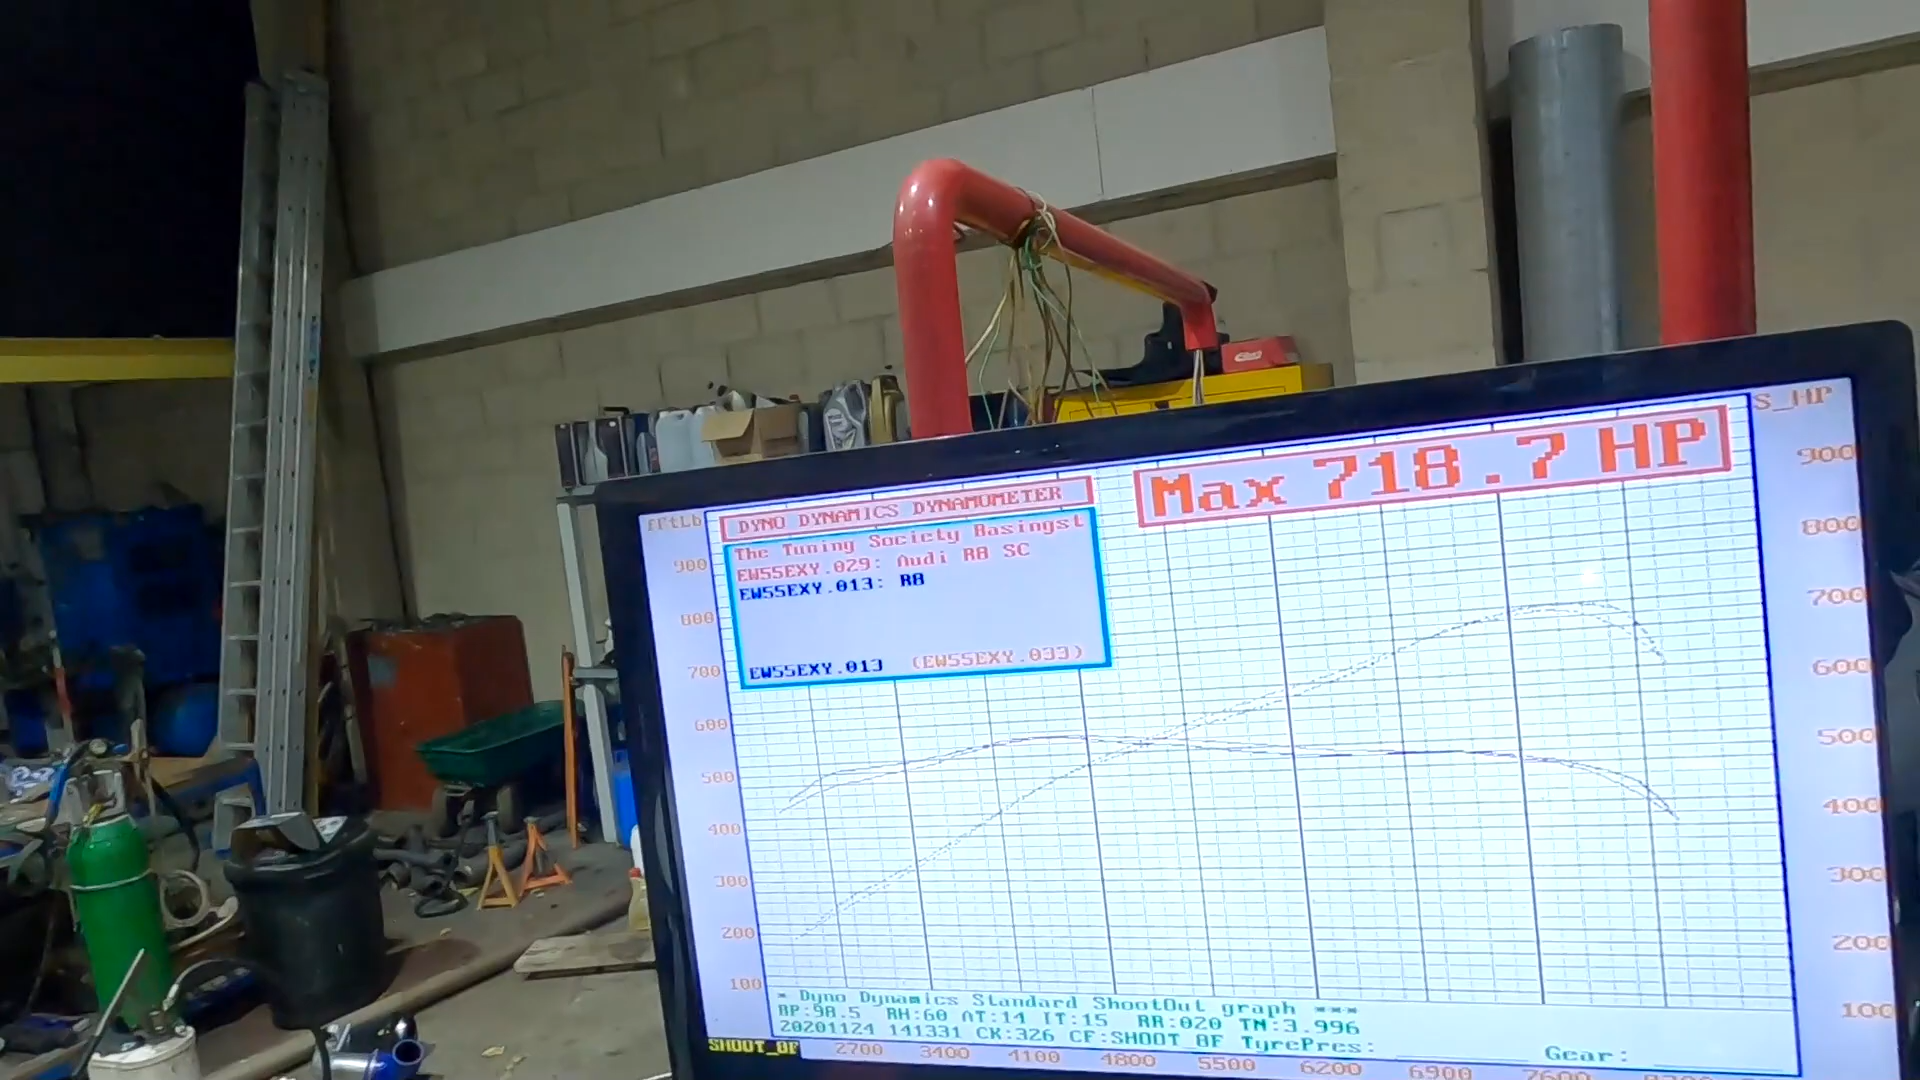 S_HP
Max 718.7 HP
fFtLb
DYNO DYNAMICS DYNAMOMETER
The Tuning Society Basingst
EW55EXY.029: Audi R8 SC
EW55EXY.013: R8
EW55EXY.013 (EW55EXY.033)
900
800
700
600
500
400
300
200
100
900
800
700
600
500
400
300
200
100
* Dyno Dynamics Standard ShootOut graph ***
BP:98.5 RH:60 AT:14 IT:15 RR:020 TN:3.996
20201124 141331 CK:326 CF:SHOOT_8F TyrePres: Gear:
SHOOT_8F 2700 3400 4100 4800 5500 6200 6900 7600